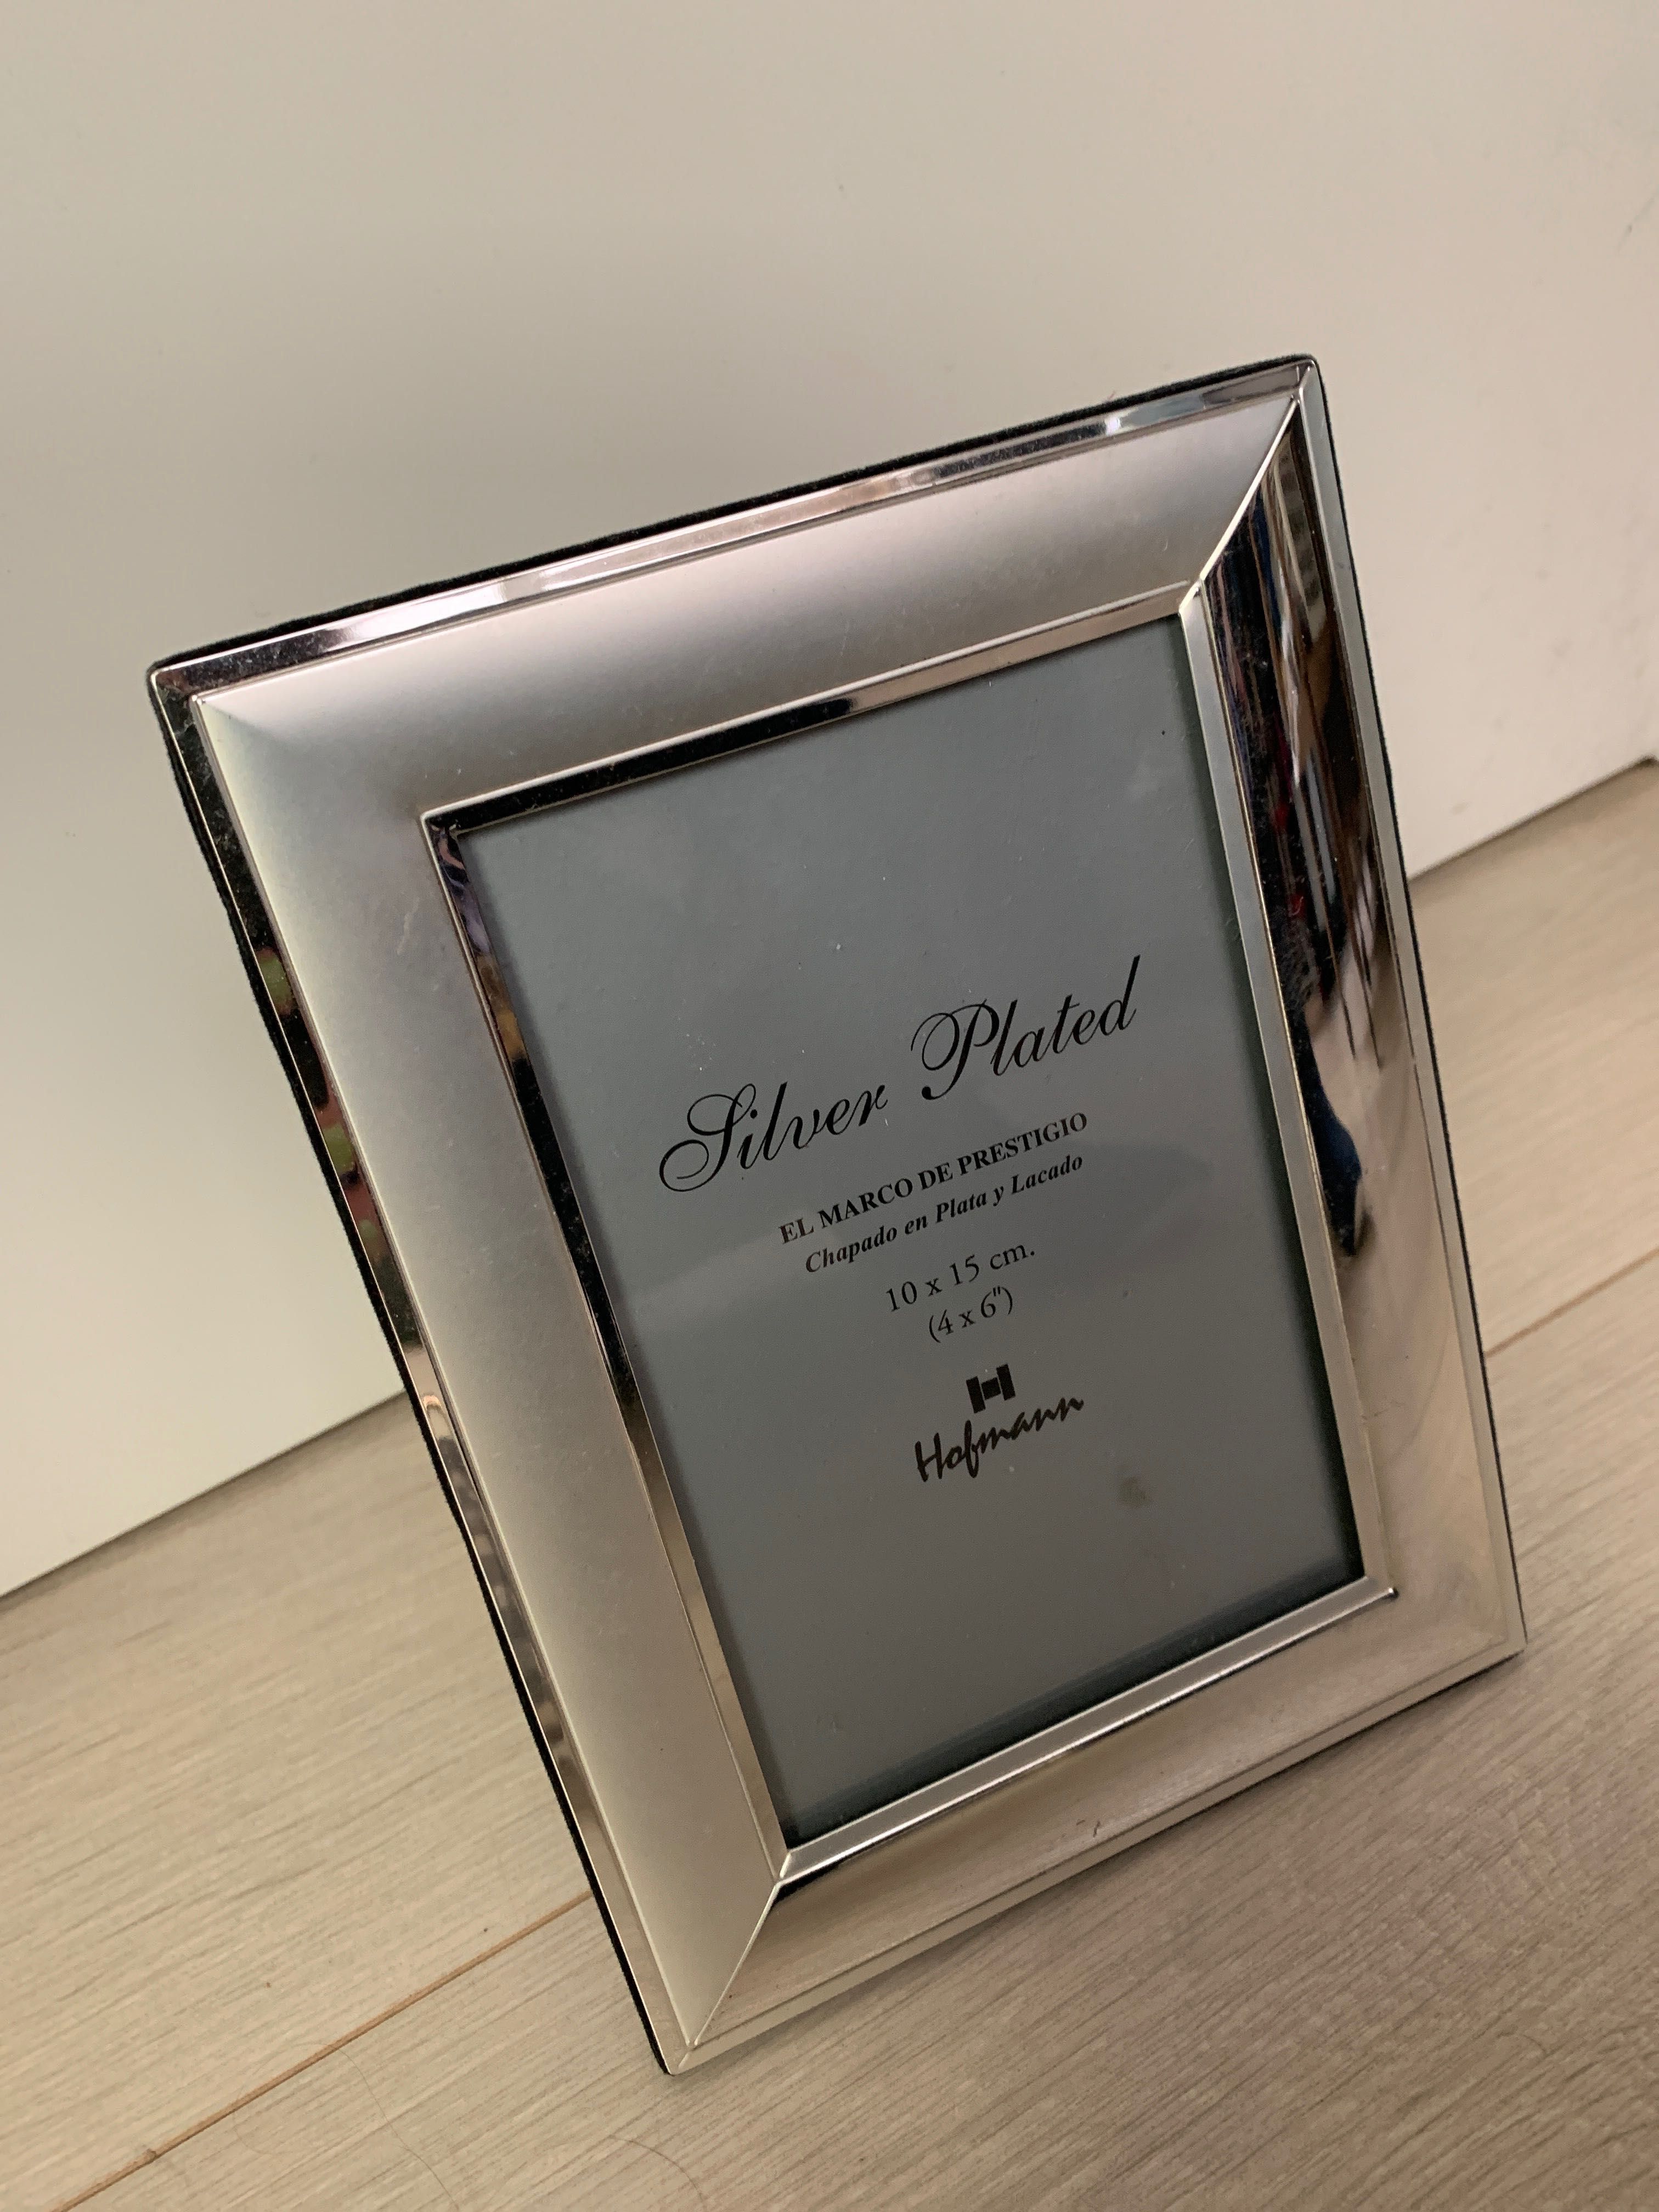 Silver Plated
EL MARCO DE PRESTIGIO
Chapado en Plata y Lacado
10 x 15 cm.
(4 x 6")
Hofmann